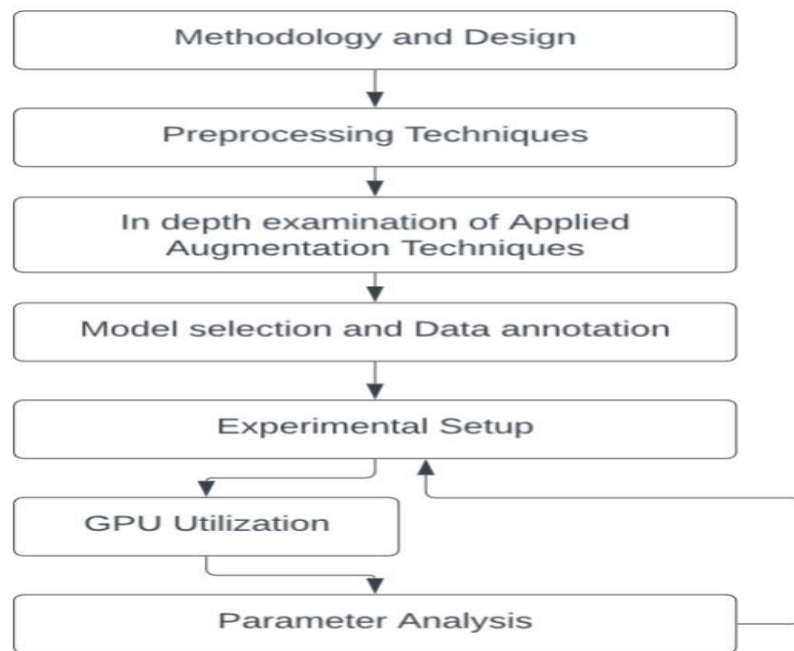 Methodology and Design
Preprocessing Techniques
In depth examination of Applied
Augmentation Techniques
Model selection and Data annotation
Experimental Setup
GPU Utilization
Parameter Analysis